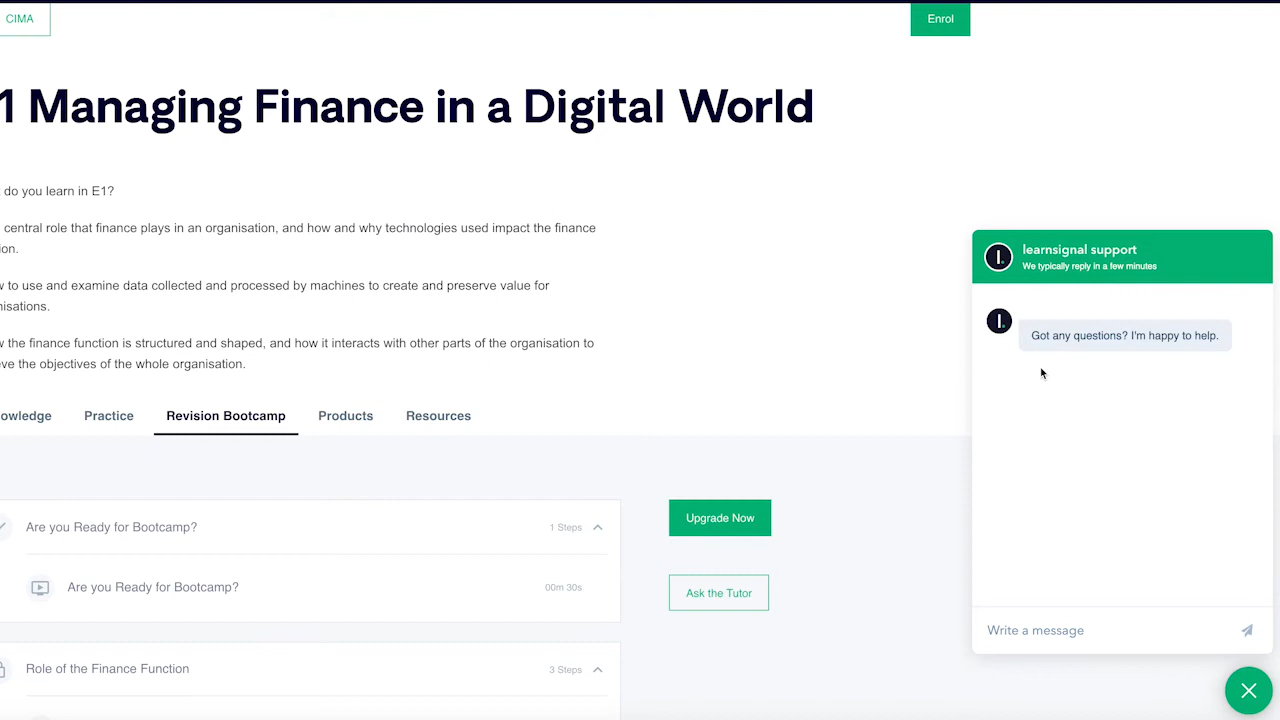 CIMA
Enrol
1 Managing Finance in a Digital World
do you learn in E1?
central role that finance plays in an organisation, and how and why technologies used impact the finance
ion.
w to use and examine data collected and processed by machines to create and preserve value for
nisations.
w the finance function is structured and shaped, and how it interacts with other parts of the organisation to
eve the objectives of the whole organisation.
owledge Practice Revision Bootcamp Products Resources
Are you Ready for Bootcamp? 1 Steps
Are you Ready for Bootcamp? 00m 30s
Role of the Finance Function 3 Steps
Upgrade Now
Ask the Tutor
learnsignal support
We typically reply in a few minutes
Got any questions? I'm happy to help.
Write a message